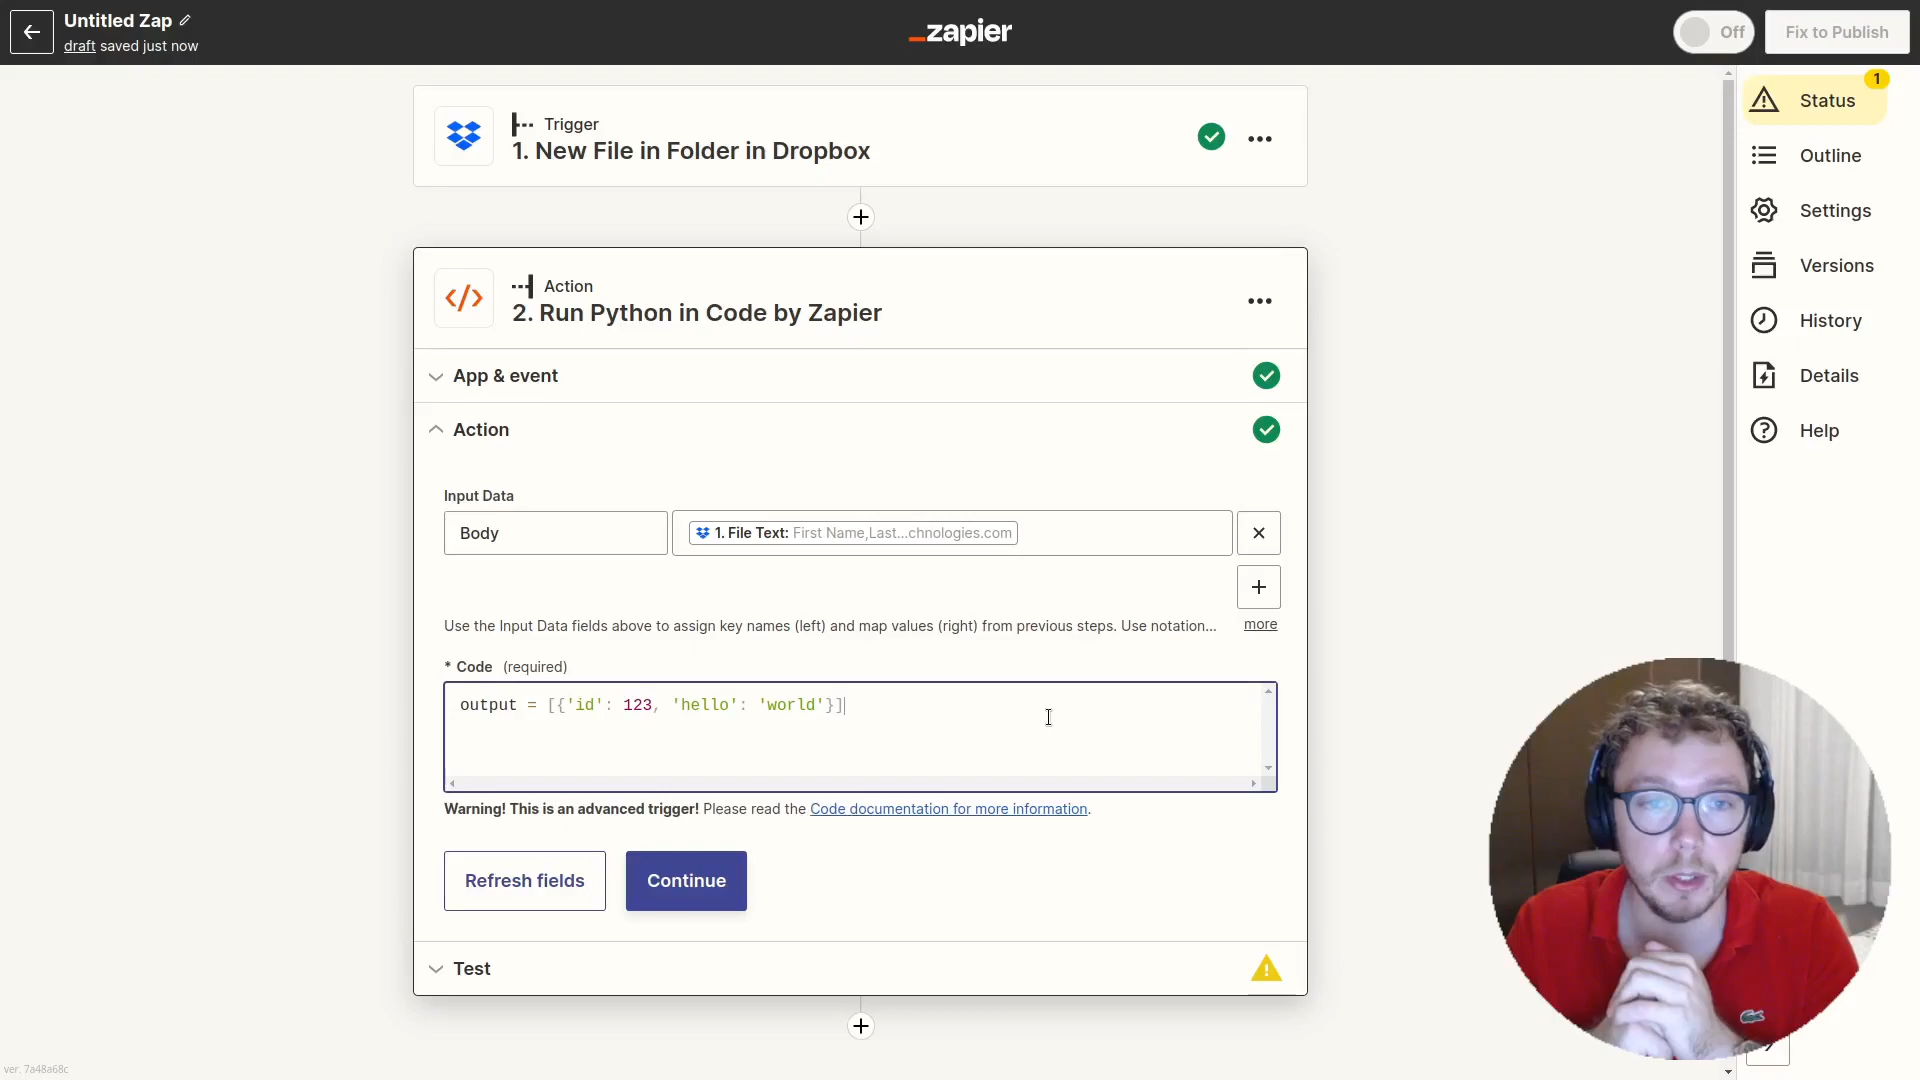 Untitled Zap
draft saved just now
zapier
Off
Fix to Publish
Trigger
1. New File in Folder in Dropbox
Action
2. Run Python in Code by Zapier
App & event
Action
Input Data
Body
1. File Text: First Name,Last...chnologies.com
Use the Input Data fields above to assign key names (left) and map values (right) from previous steps. Use notation... more
* Code (required)
output = [{'id': 123, 'hello': 'world'}]
Warning! This is an advanced trigger! Please read the Code documentation for more information.
Refresh fields
Continue
Test
1
Status
Outline
Settings
Versions
History
Details
Help
ver. 7a48a68c